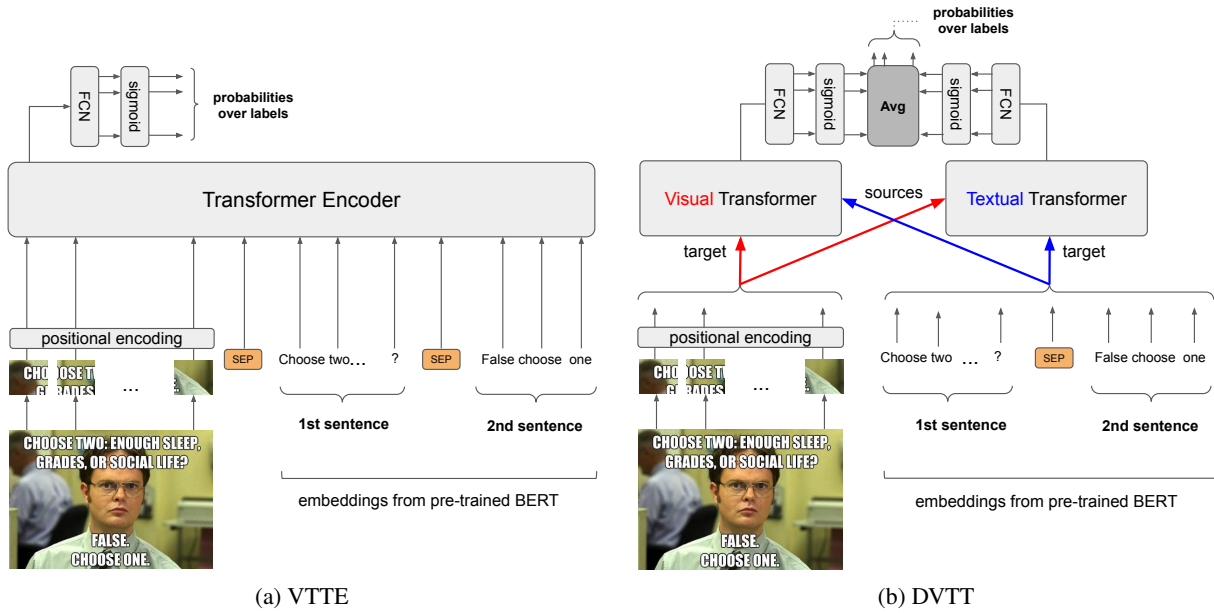 probabilities
over labels
FCN
sigmoid
Transformer Encoder
positional encoding
SEP
Choose two... ?
SEP
False choose one
CHOOSE T
GRADES
...
E.
1st sentence
2nd sentence
CHOOSE TWO: ENOUGH SLEEP,
GRADES, OR SOCIAL LIFE?
FALSE.
CHOOSE ONE.
embeddings from pre-trained BERT
(a) VTTE
probabilities
over labels
FCN
sigmoid
Avg
sigmoid
FCN
Visual Transformer
sources
Textual Transformer
target
target
positional encoding
Choose two ... ?
SEP
False choose one
CHOOSE T
GRADES
...
E.
1st sentence
2nd sentence
CHOOSE TWO: ENOUGH SLEEP,
GRADES, OR SOCIAL LIFE?
FALSE.
CHOOSE ONE.
embeddings from pre-trained BERT
(b) DVTT